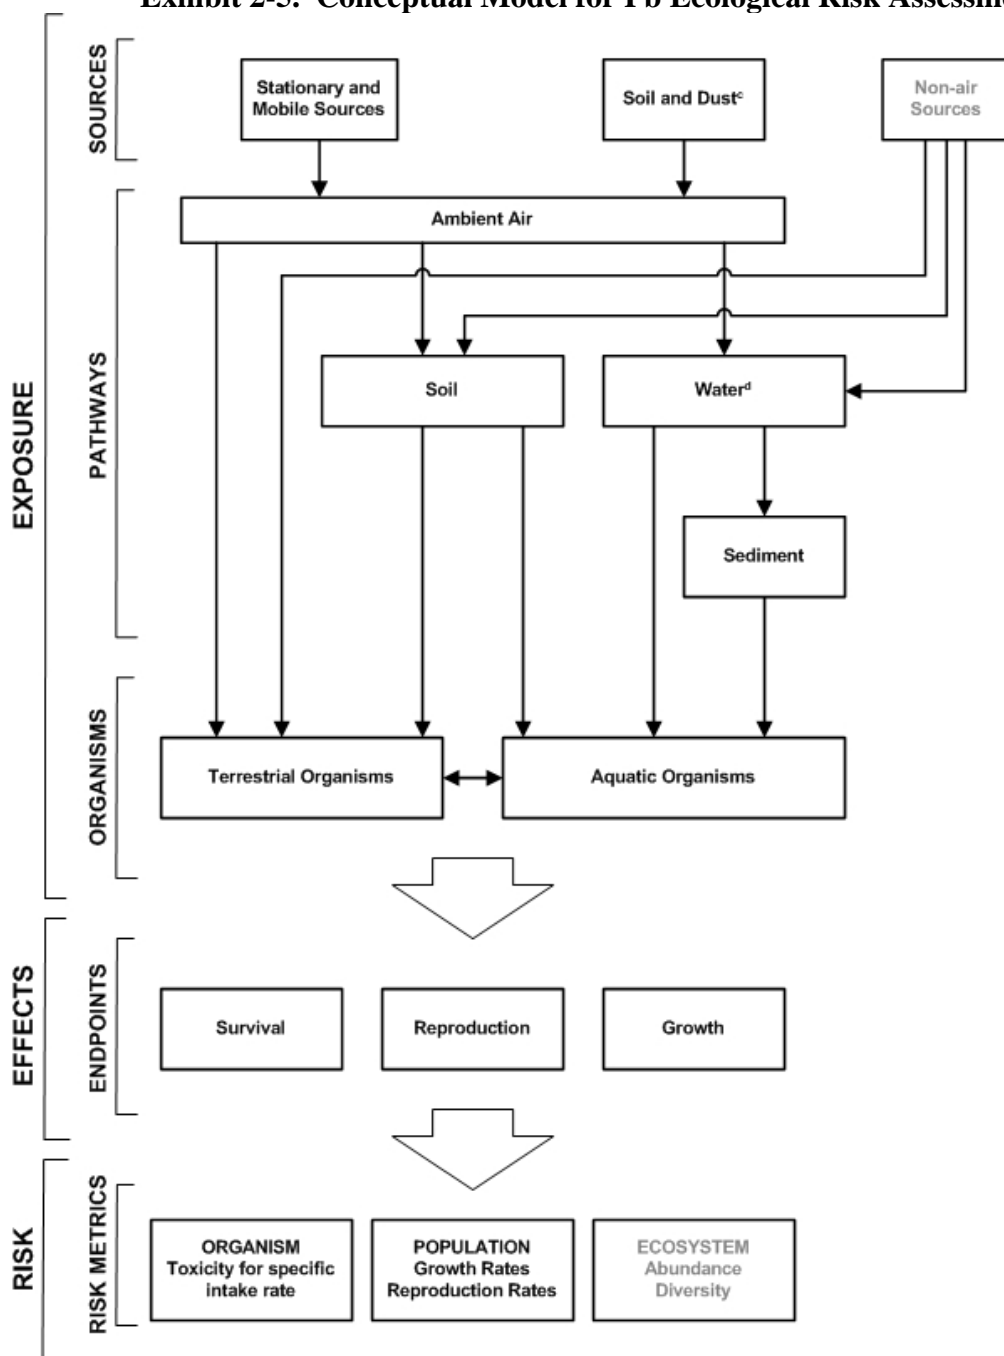 Exhibit 2-3. Conceptual Model for Pb Ecological Risk Assessm
EXPOSURE
SOURCES
Stationary and
Mobile Sources
Soil and Dustᶜ
Non-air
Sources
PATHWAYS
Ambient Air
Soil
Waterᵈ
Sediment
ORGANISMS
Terrestrial Organisms
Aquatic Organisms
EFFECTS
ENDPOINTS
Survival
Reproduction
Growth
RISK
RISK METRICS
ORGANISM
Toxicity for specific
intake rate
POPULATION
Growth Rates
Reproduction Rates
ECOSYSTEM
Abundance
Diversity